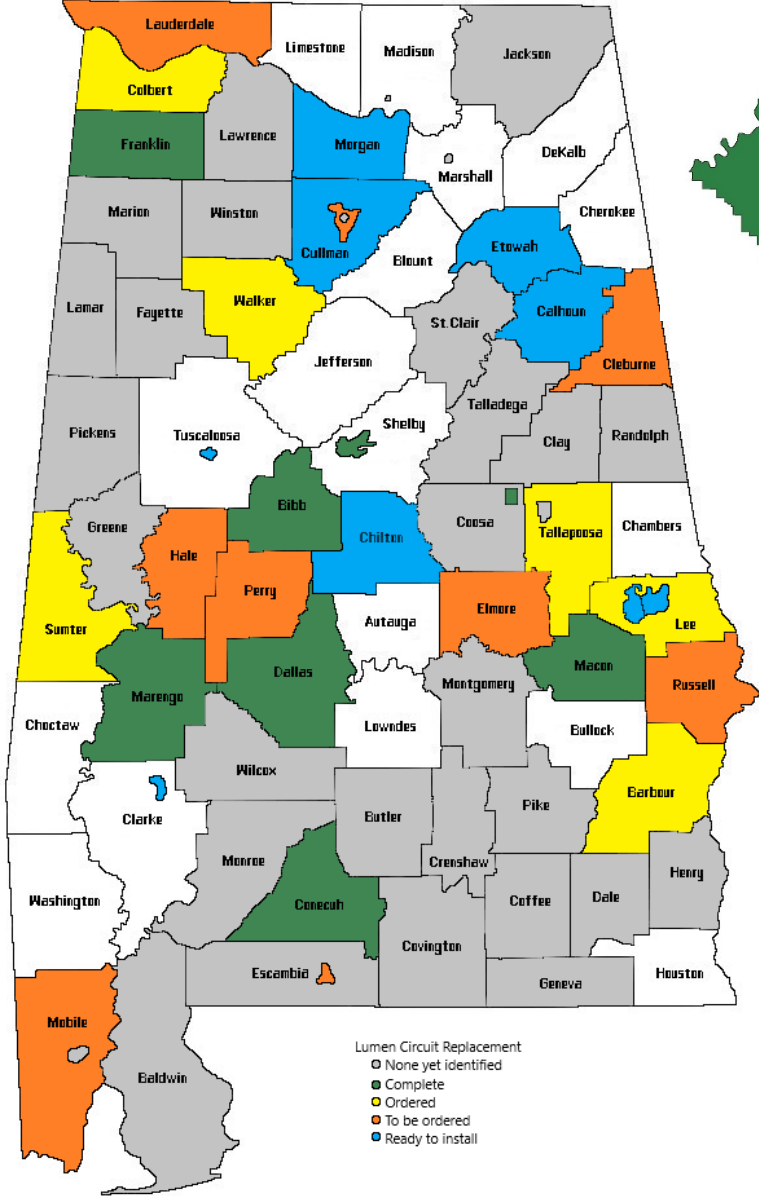 Lauderdale
Limestone
Madison
Jackson
Colbert
Franklin
Lawrence
Morgan
Marshall
DeKalb
Marion
Winston
Cullman
Blount
Etowah
Cherokee
Lamar
Fayette
Walker
Jefferson
St.Clair
Calhoun
Cleburne
Pickens
Tuscaloosa
Shelby
Talladega
Clay
Randolph
Greene
Hale
Bibb
Chilton
Coosa
Tallapoosa
Chambers
Sumter
Perry
Autauga
Elmore
Lee
Choctaw
Marengo
Dallas
Lowndes
Montgomery
Macon
Russell
Bullock
Clarke
Wilcox
Butler
Crenshaw
Pike
Barbour
Washington
Monroe
Conecuh
Covington
Coffee
Dale
Henry
Mobile
Baldwin
Escambia
Geneva
Houston
Lumen Circuit Replacement
None yet identified
Complete
Ordered
To be ordered
Ready to install